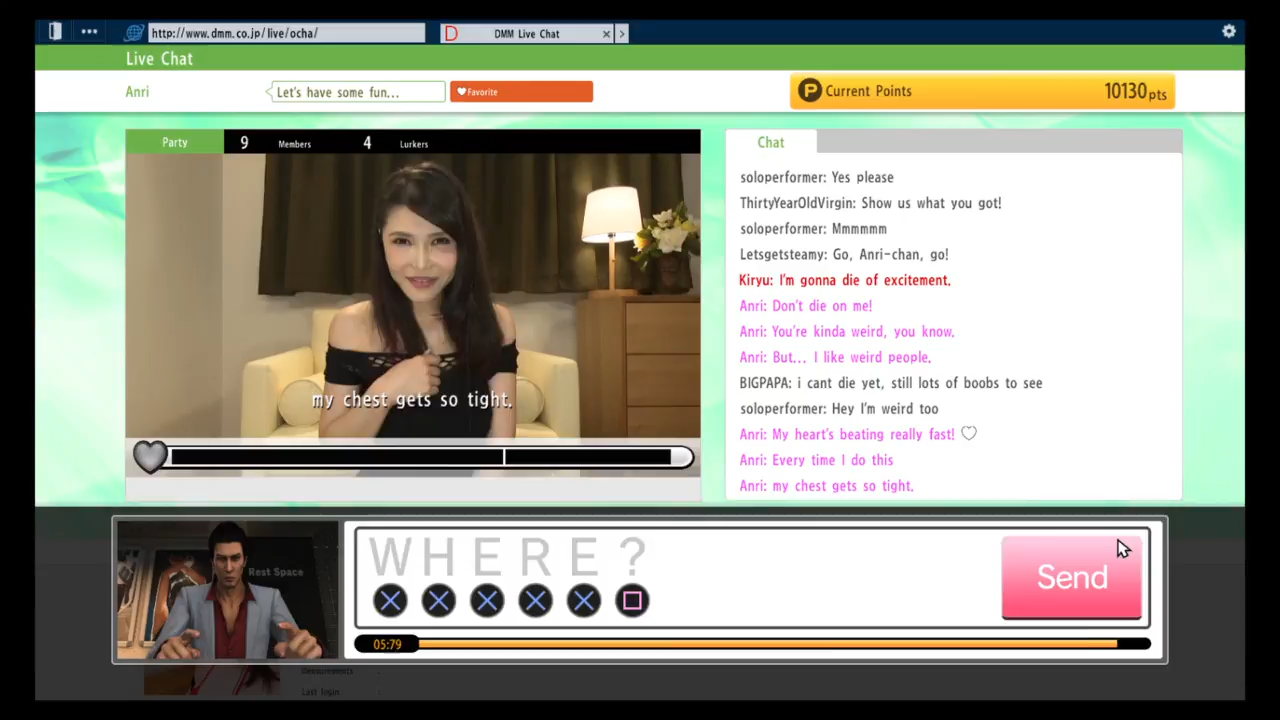 http://www.dmm.co.jp/live/ocha/
D DMM Live Chat
Live Chat
Anri
Let's have some fun...
Favorite
P Current Points
10130pts
Party
9 Members
4 Lurkers
my chest gets so tight.
Chat
soloperformer: Yes please
ThirtyYearOldVirgin: Show us what you got!
soloperformer: Mmmmmm
Letsgetsteamy: Go, Anri-chan, go!
Kiryu: I'm gonna die of excitement.
Anri: Don't die on me!
Anri: You're kinda weird, you know.
Anri: But... I like weird people.
BIGPAPA: i cant die yet, still lots of boobs to see
soloperformer: Hey I'm weird too
Anri: My heart's beating really fast! ♡
Anri: Every time I do this
Anri: my chest gets so tight.
Rest Space
WHERE?
Send
05:79
Measurements
Last login